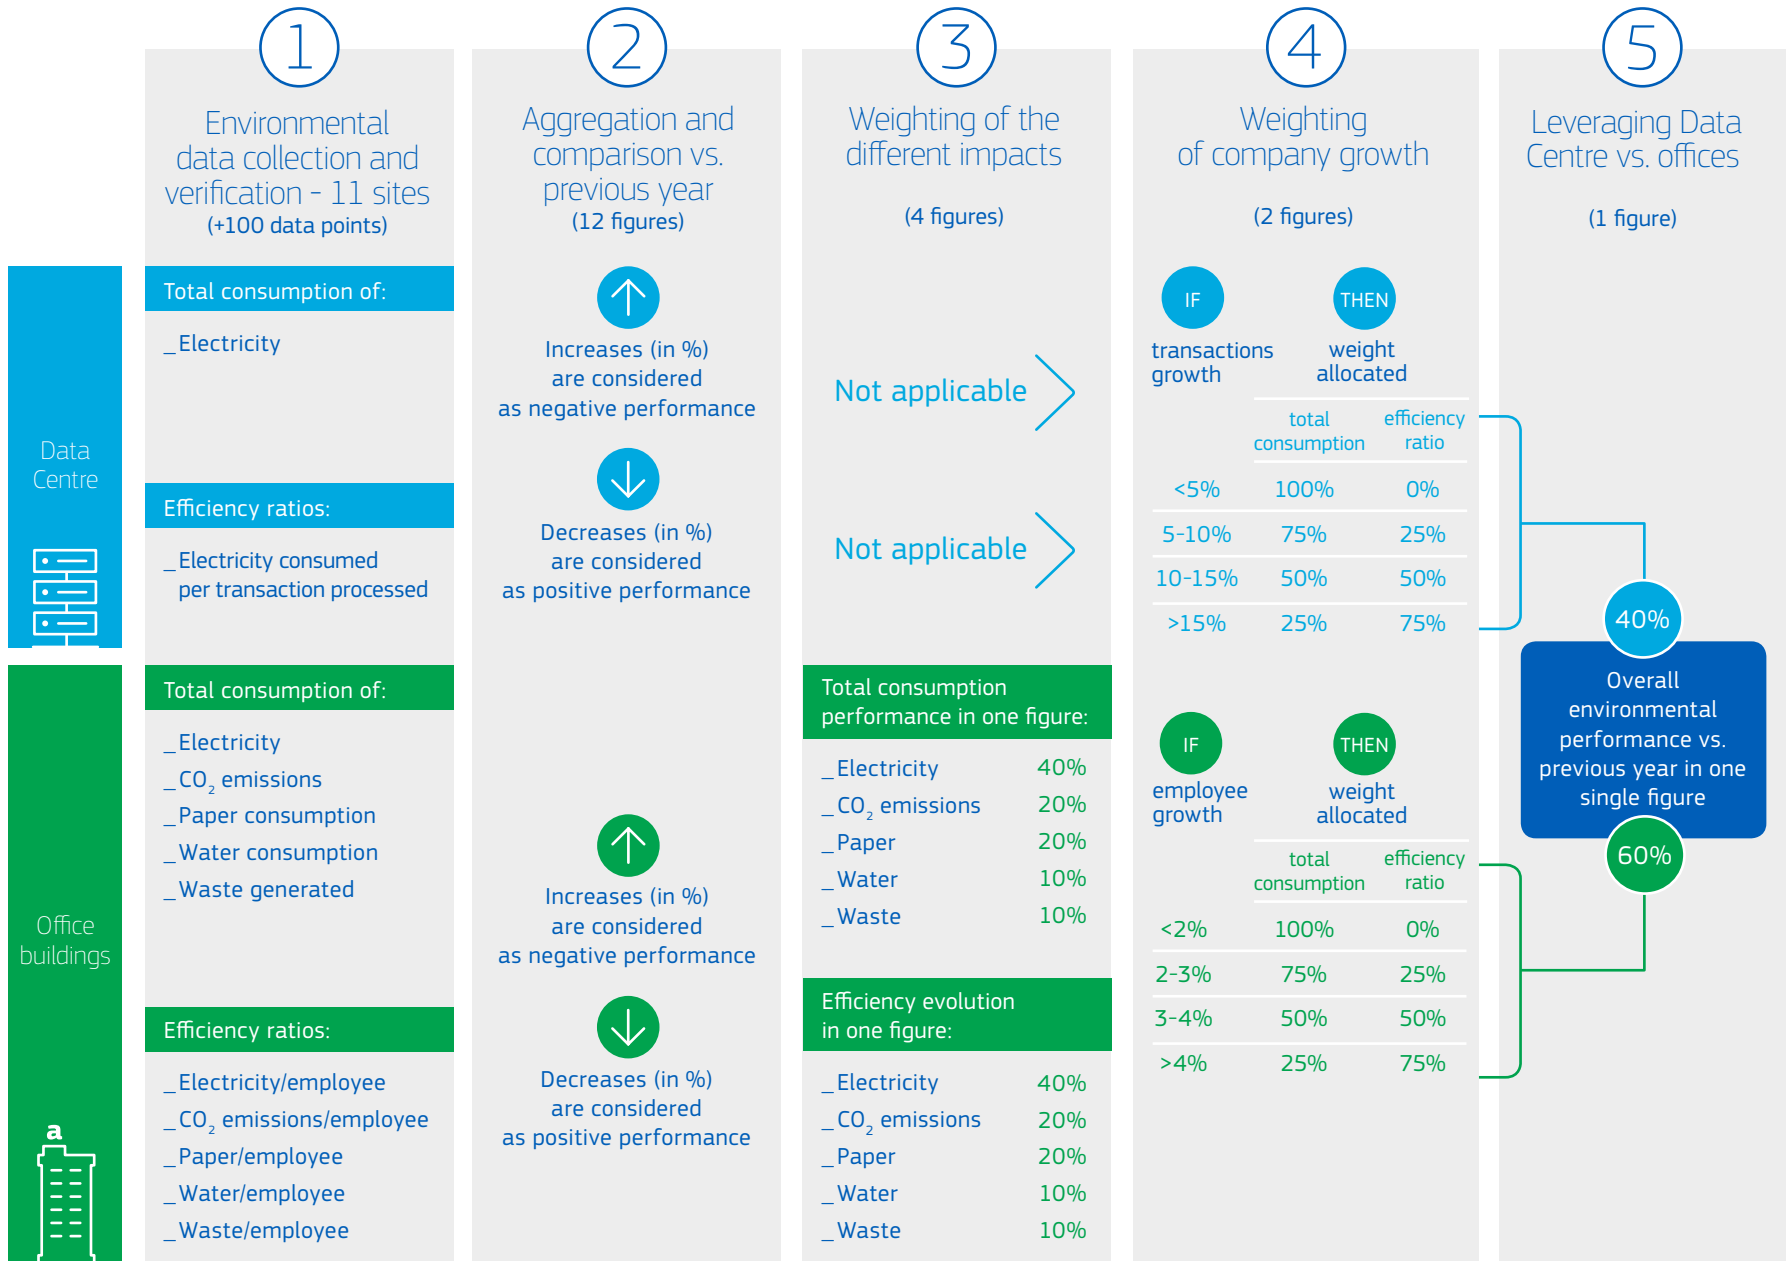 1
Environmental
data collection and
verification - 11 sites
(+100 data points)
2
Aggregation and
comparison vs.
previous year
(12 figures)
3
Weighting of the
different impacts
(4 figures)
4
Weighting
of company growth
(2 figures)
5
Leveraging Data
Centre vs. offices
(1 figure)
Data
Centre
Total consumption of:
_Electricity
Efficiency ratios:
_Electricity consumed
per transaction processed
Increases (in %)
are considered
as negative performance
Decreases (in %)
are considered
as positive performance
Not applicable
Not applicable
IF
THEN
transactions
growth
weight
allocated
total
consumption
efficiency
ratio
<5% 100% 0%
5-10% 75% 25%
10-15% 50% 50%
>15% 25% 75%
40%
Overall
environmental
performance vs.
previous year in one
single figure
60%
Office
buildings
a
Total consumption of:
_Electricity
_CO₂ emissions
_Paper consumption
_Water consumption
_Waste generated
Efficiency ratios:
_Electricity/employee
_CO₂ emissions/employee
_Paper/employee
_Water/employee
_Waste/employee
Increases (in %)
are considered
as negative performance
Decreases (in %)
are considered
as positive performance
Total consumption
performance in one figure:
_Electricity 40%
_CO₂ emissions 20%
_Paper 20%
_Water 10%
_Waste 10%
Efficiency evolution
in one figure:
_Electricity 40%
_CO₂ emissions 20%
_Paper 20%
_Water 10%
_Waste 10%
IF
THEN
employee
growth
weight
allocated
total
consumption
efficiency
ratio
<2% 100% 0%
2-3% 75% 25%
3-4% 50% 50%
>4% 25% 75%